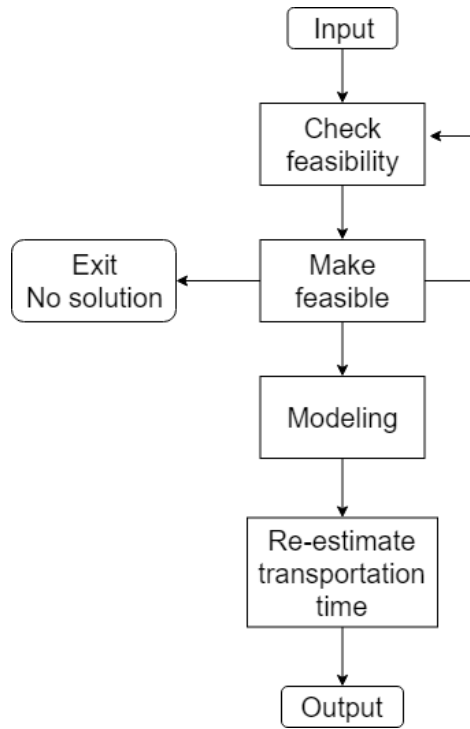 Input
Check
feasibility
Exit
No solution
Make
feasible
Modeling
Re-estimate
transportation
time
Output